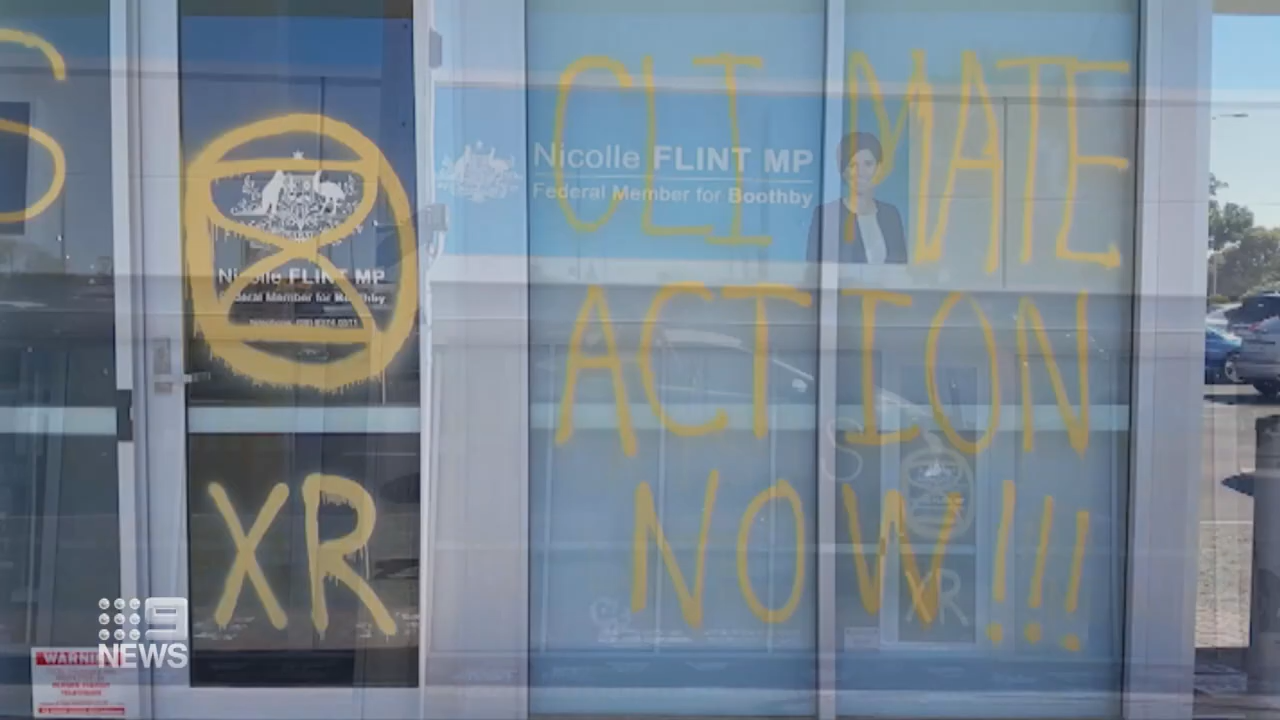 S
S
Nicolle FLINT MP
Federal Member for Boothby
XR
CLIMATE
Nicolle FLINT MP
Federal Member for Boothby
ACTION
NOW!!!
XR
9
NEWS
WARNING